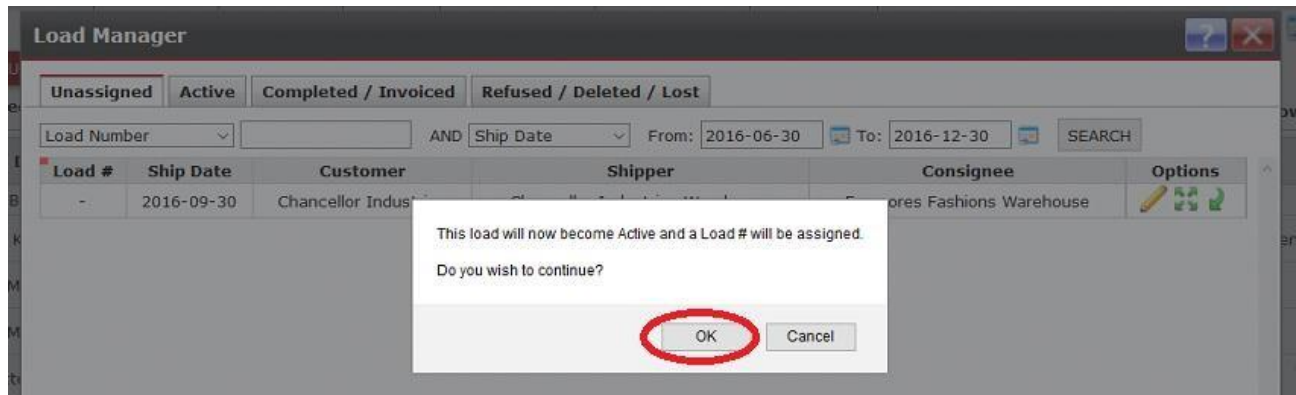 Load Manager
?
Unassigned Active Completed / Invoiced Refused / Deleted / Lost
Load Number AND Ship Date From: 2016-06-30 To: 2016-12-30 SEARCH
Load # Ship Date Customer Shipper Consignee Options
- 2016-09-30 Chancellor Fashions Warehouse
This load will now become Active and a Load # will be assigned.
Do you wish to continue?
OK Cancel